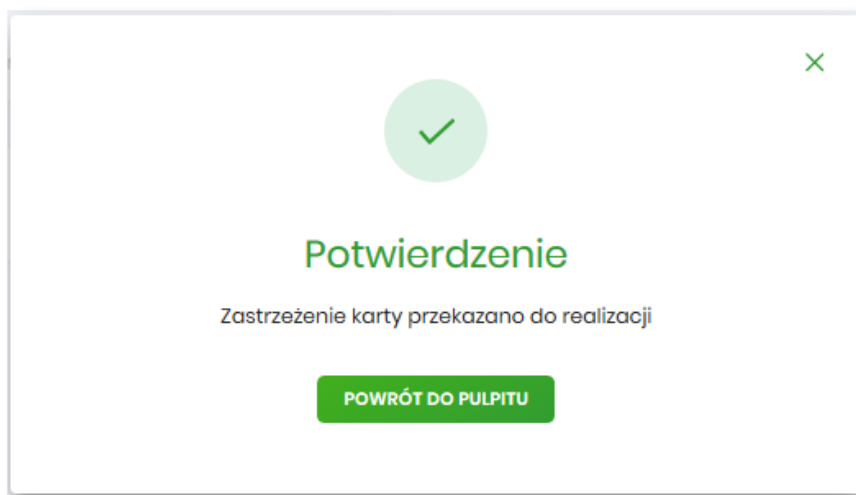 Potwierdzenie
Zastrzeżenie karty przekazano do realizacji
POWRÓT DO PULPITU